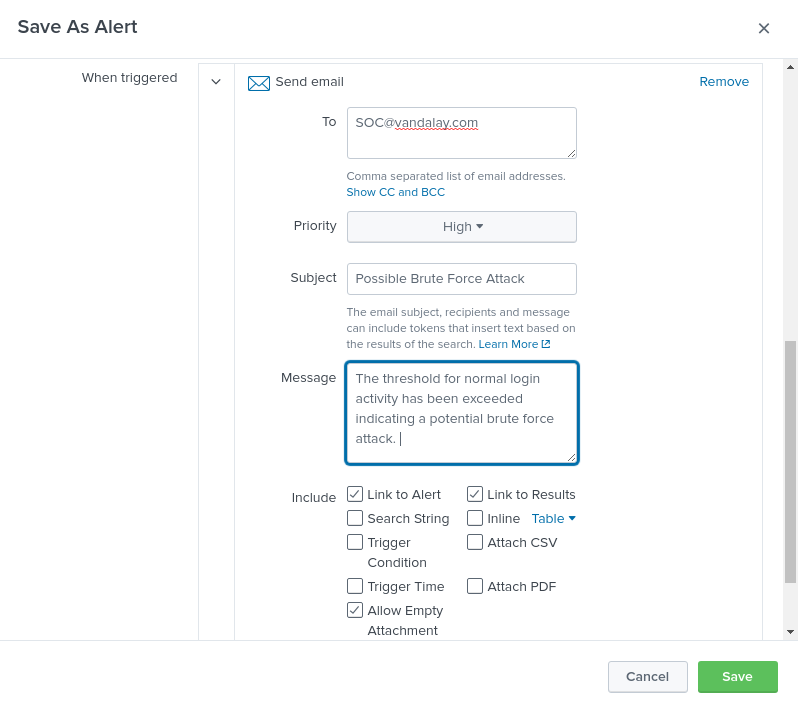 Save As Alert
When triggered
Send email
Remove
To
SOC@vandalay.com
Comma separated list of email addresses.
Show CC and BCC
Priority
High
Subject
Possible Brute Force Attack
The email subject, recipients and message
can include tokens that insert text based on
the results of the search. Learn More
Message
The threshold for normal login
activity has been exceeded
indicating a potential brute force
attack.
Include
Link to Alert
Link to Results
Search String
Inline Table
Trigger
Condition
Attach CSV
Trigger Time
Attach PDF
Allow Empty
Attachment
Cancel
Save